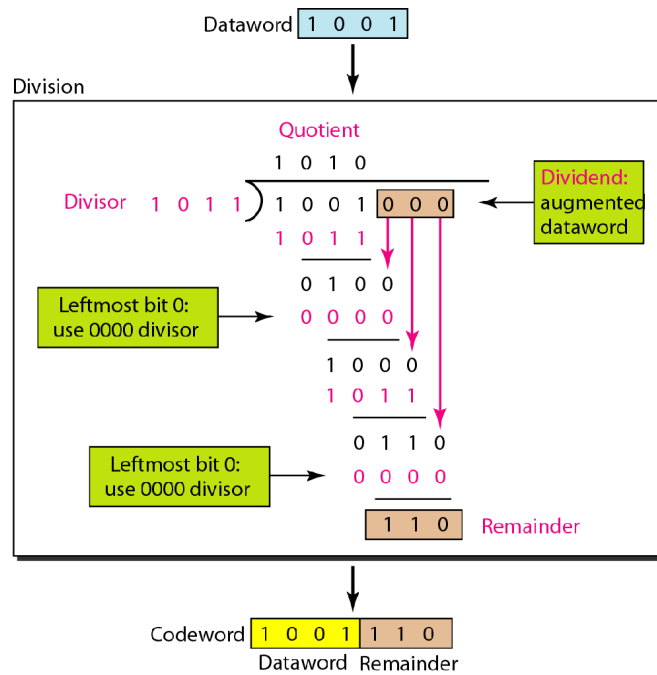 Dataword 1 0 0 1
Division
Quotient
1 0 1 0
Divisor 1 0 1 1 1 0 0 1 0 0 0
Dividend:
augmented
dataword
1 0 1 1
0 1 0 0
Leftmost bit 0:
use 0000 divisor
0 0 0 0
1 0 0 0
1 0 1 1
0 1 1 0
Leftmost bit 0:
use 0000 divisor
0 0 0 0
1 1 0 Remainder
Codeword 1 0 0 1 1 1 0
Dataword Remainder